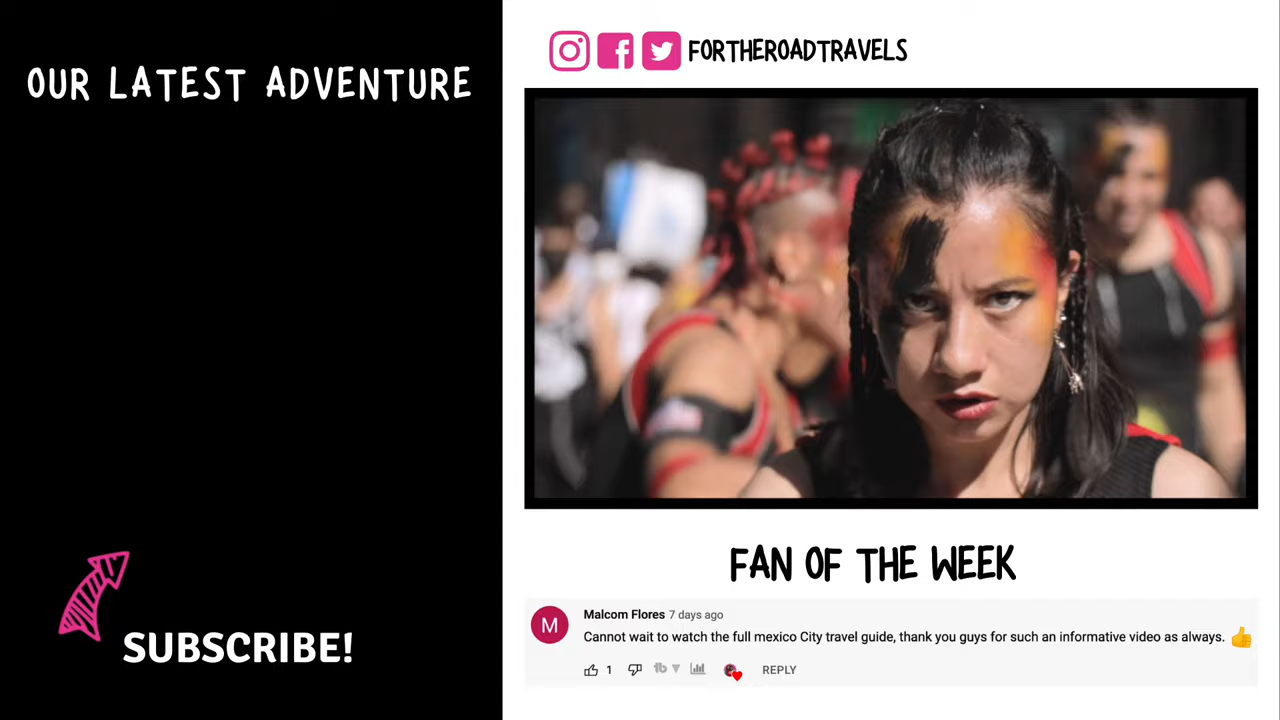 OUR LATEST ADVENTURE
SUBSCRIBE!
FORTHEROADTRAVELS
FAN OF THE WEEK
M
Malcom Flores 7 days ago
Cannot wait to watch the full mexico City travel guide, thank you guys for such an informative video as always. 👍
1
tb
REPLY